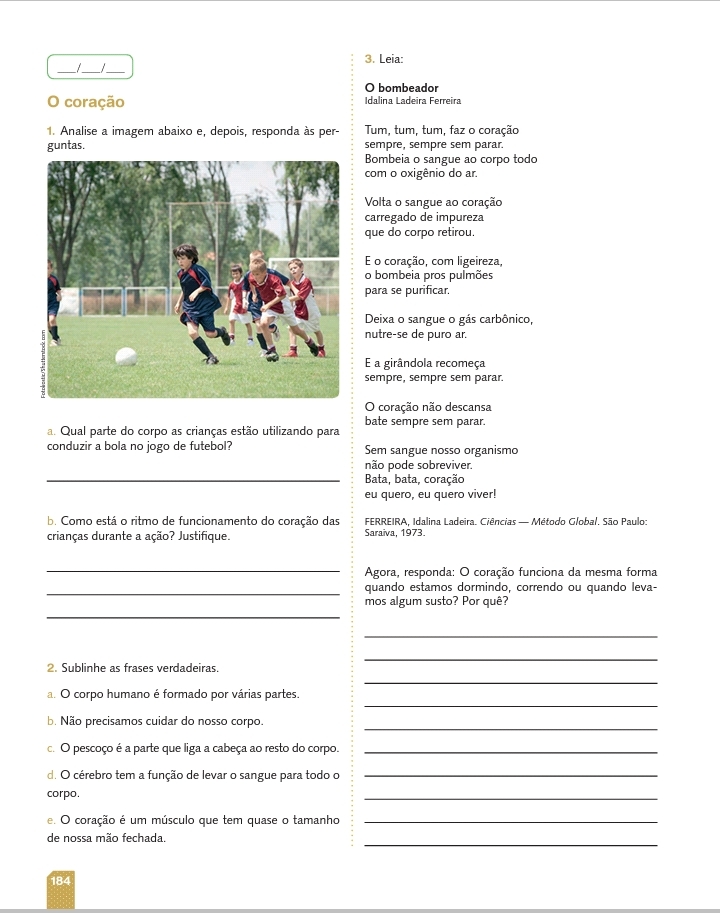 ___/___/___
O coração
1. Analise a imagem abaixo e, depois, responda às per-
guntas.
Fotokostic/Shutterstock.com
a. Qual parte do corpo as crianças estão utilizando para
conduzir a bola no jogo de futebol?
b. Como está o ritmo de funcionamento do coração das
crianças durante a ação? Justifique.
2. Sublinhe as frases verdadeiras.
a. O corpo humano é formado por várias partes.
b. Não precisamos cuidar do nosso corpo.
c. O pescoço é a parte que liga a cabeça ao resto do corpo.
d. O cérebro tem a função de levar o sangue para todo o
corpo.
e. O coração é um músculo que tem quase o tamanho
de nossa mão fechada.
3. Leia:
O bombeador
Idalina Ladeira Ferreira
Tum, tum, tum, faz o coração
sempre, sempre sem parar.
Bombeia o sangue ao corpo todo
com o oxigênio do ar.
Volta o sangue ao coração
carregado de impureza
que do corpo retirou.
E o coração, com ligeireza,
o bombeia pros pulmões
para se purificar.
Deixa o sangue o gás carbônico,
nutre-se de puro ar.
E a girândola recomeça
sempre, sempre sem parar.
O coração não descansa
bate sempre sem parar.
Sem sangue nosso organismo
não pode sobreviver.
Bata, bata, coração
eu quero, eu quero viver!
FERREIRA, Idalina Ladeira. Ciências — Método Global. São Paulo:
Saraiva, 1973.
Agora, responda: O coração funciona da mesma forma
quando estamos dormindo, correndo ou quando leva-
mos algum susto? Por quê?
184